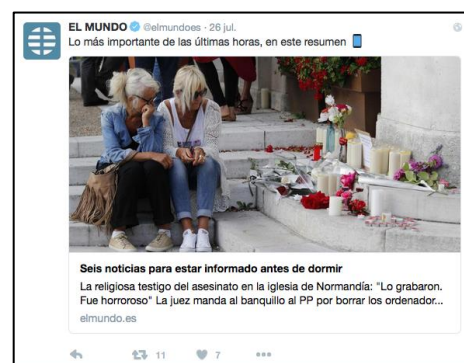 EL MUNDO @elmundoes · 26 jul.
Lo más importante de las últimas horas, en este resumen
Seis noticias para estar informado antes de dormir
La religiosa testigo del asesinato en la iglesia de Normandía: "Lo grabaron.
Fue horroroso" La juez manda al banquillo al PP por borrar los ordenador...
elmundo.es
11 7